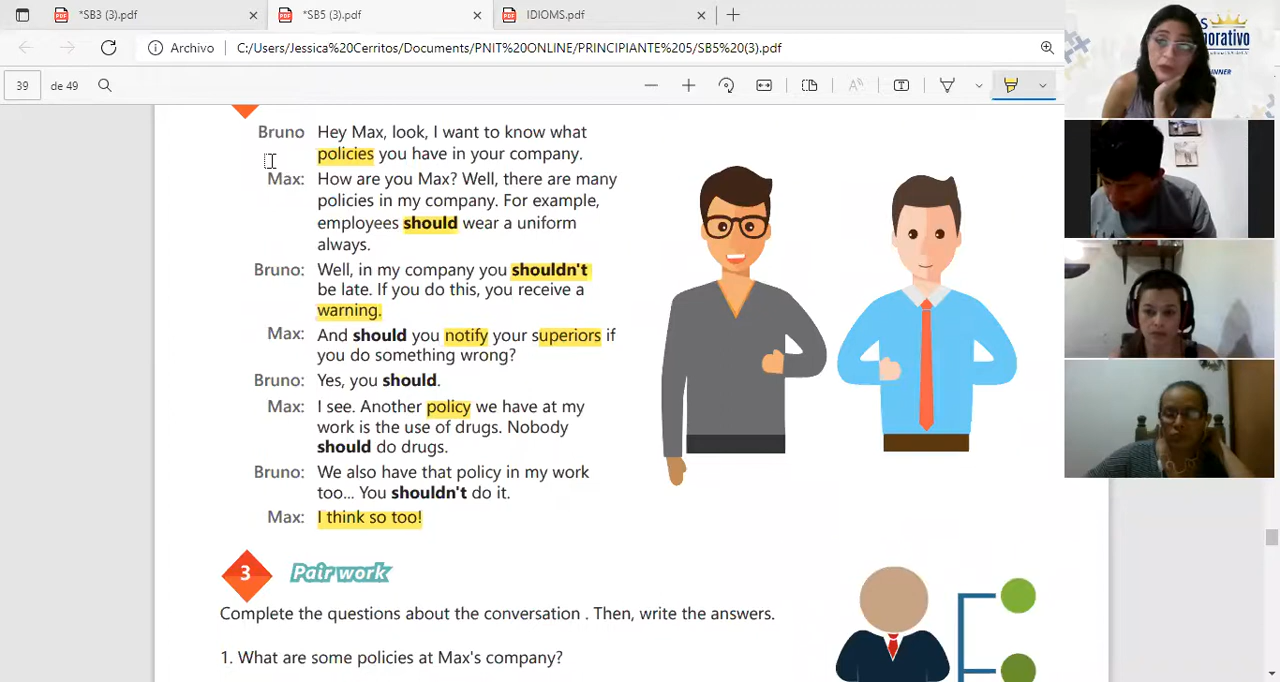 *SB3 (3).pdf
*SB5 (3).pdf
IDIOMS.pdf
Archivo
C:/Users/Jessica%20Cerritos/Documents/PNIT%20ONLINE/PRINCIPIANTE%205/SB5%20(3).pdf
39
de 49
Bruno
Hey Max, look, I want to know what
policies you have in your company.
Max:
How are you Max? Well, there are many
policies in my company. For example,
employees should wear a uniform
always.
Bruno:
Well, in my company you shouldn't
be late. If you do this, you receive a
warning.
Max:
And should you notify your superiors if
you do something wrong?
Bruno:
Yes, you should.
Max:
I see. Another policy we have at my
work is the use of drugs. Nobody
should do drugs.
Bruno:
We also have that policy in my work
too... You shouldn't do it.
Max:
I think so too!
3
Pair work
Complete the questions about the conversation . Then, write the answers.
1. What are some policies at Max's company?